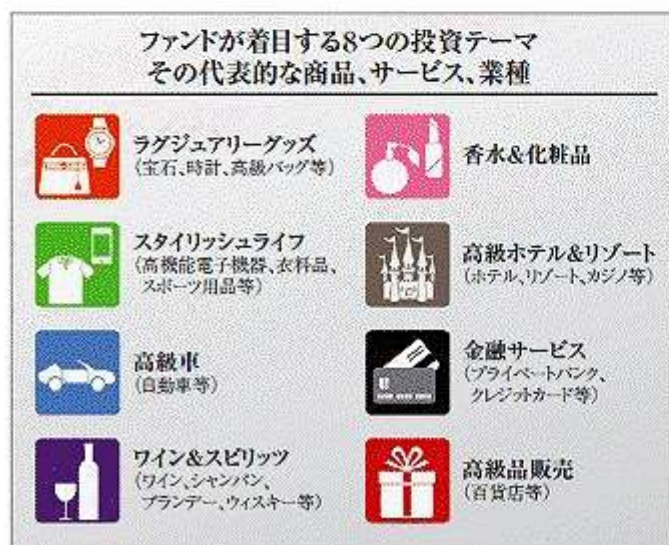 ファンドが着目する8つの投資テーマ
その代表的な商品、サービス、業種
ラグジュアリーグッズ
(宝石、時計、高級バッグ等)
香水&化粧品
スタイリッシュライフ
(高機能電子機器、衣料品、
スポーツ用品等)
高級ホテル&リゾート
(ホテル、リゾート、カジノ等)
高級車
(自動車等)
金融サービス
(プライベートバンク、
クレジットカード等)
ワイン&スピリッツ
(ワイン、シャンパン、
ブランデー、ウィスキー等)
高級品販売
(百貨店等)